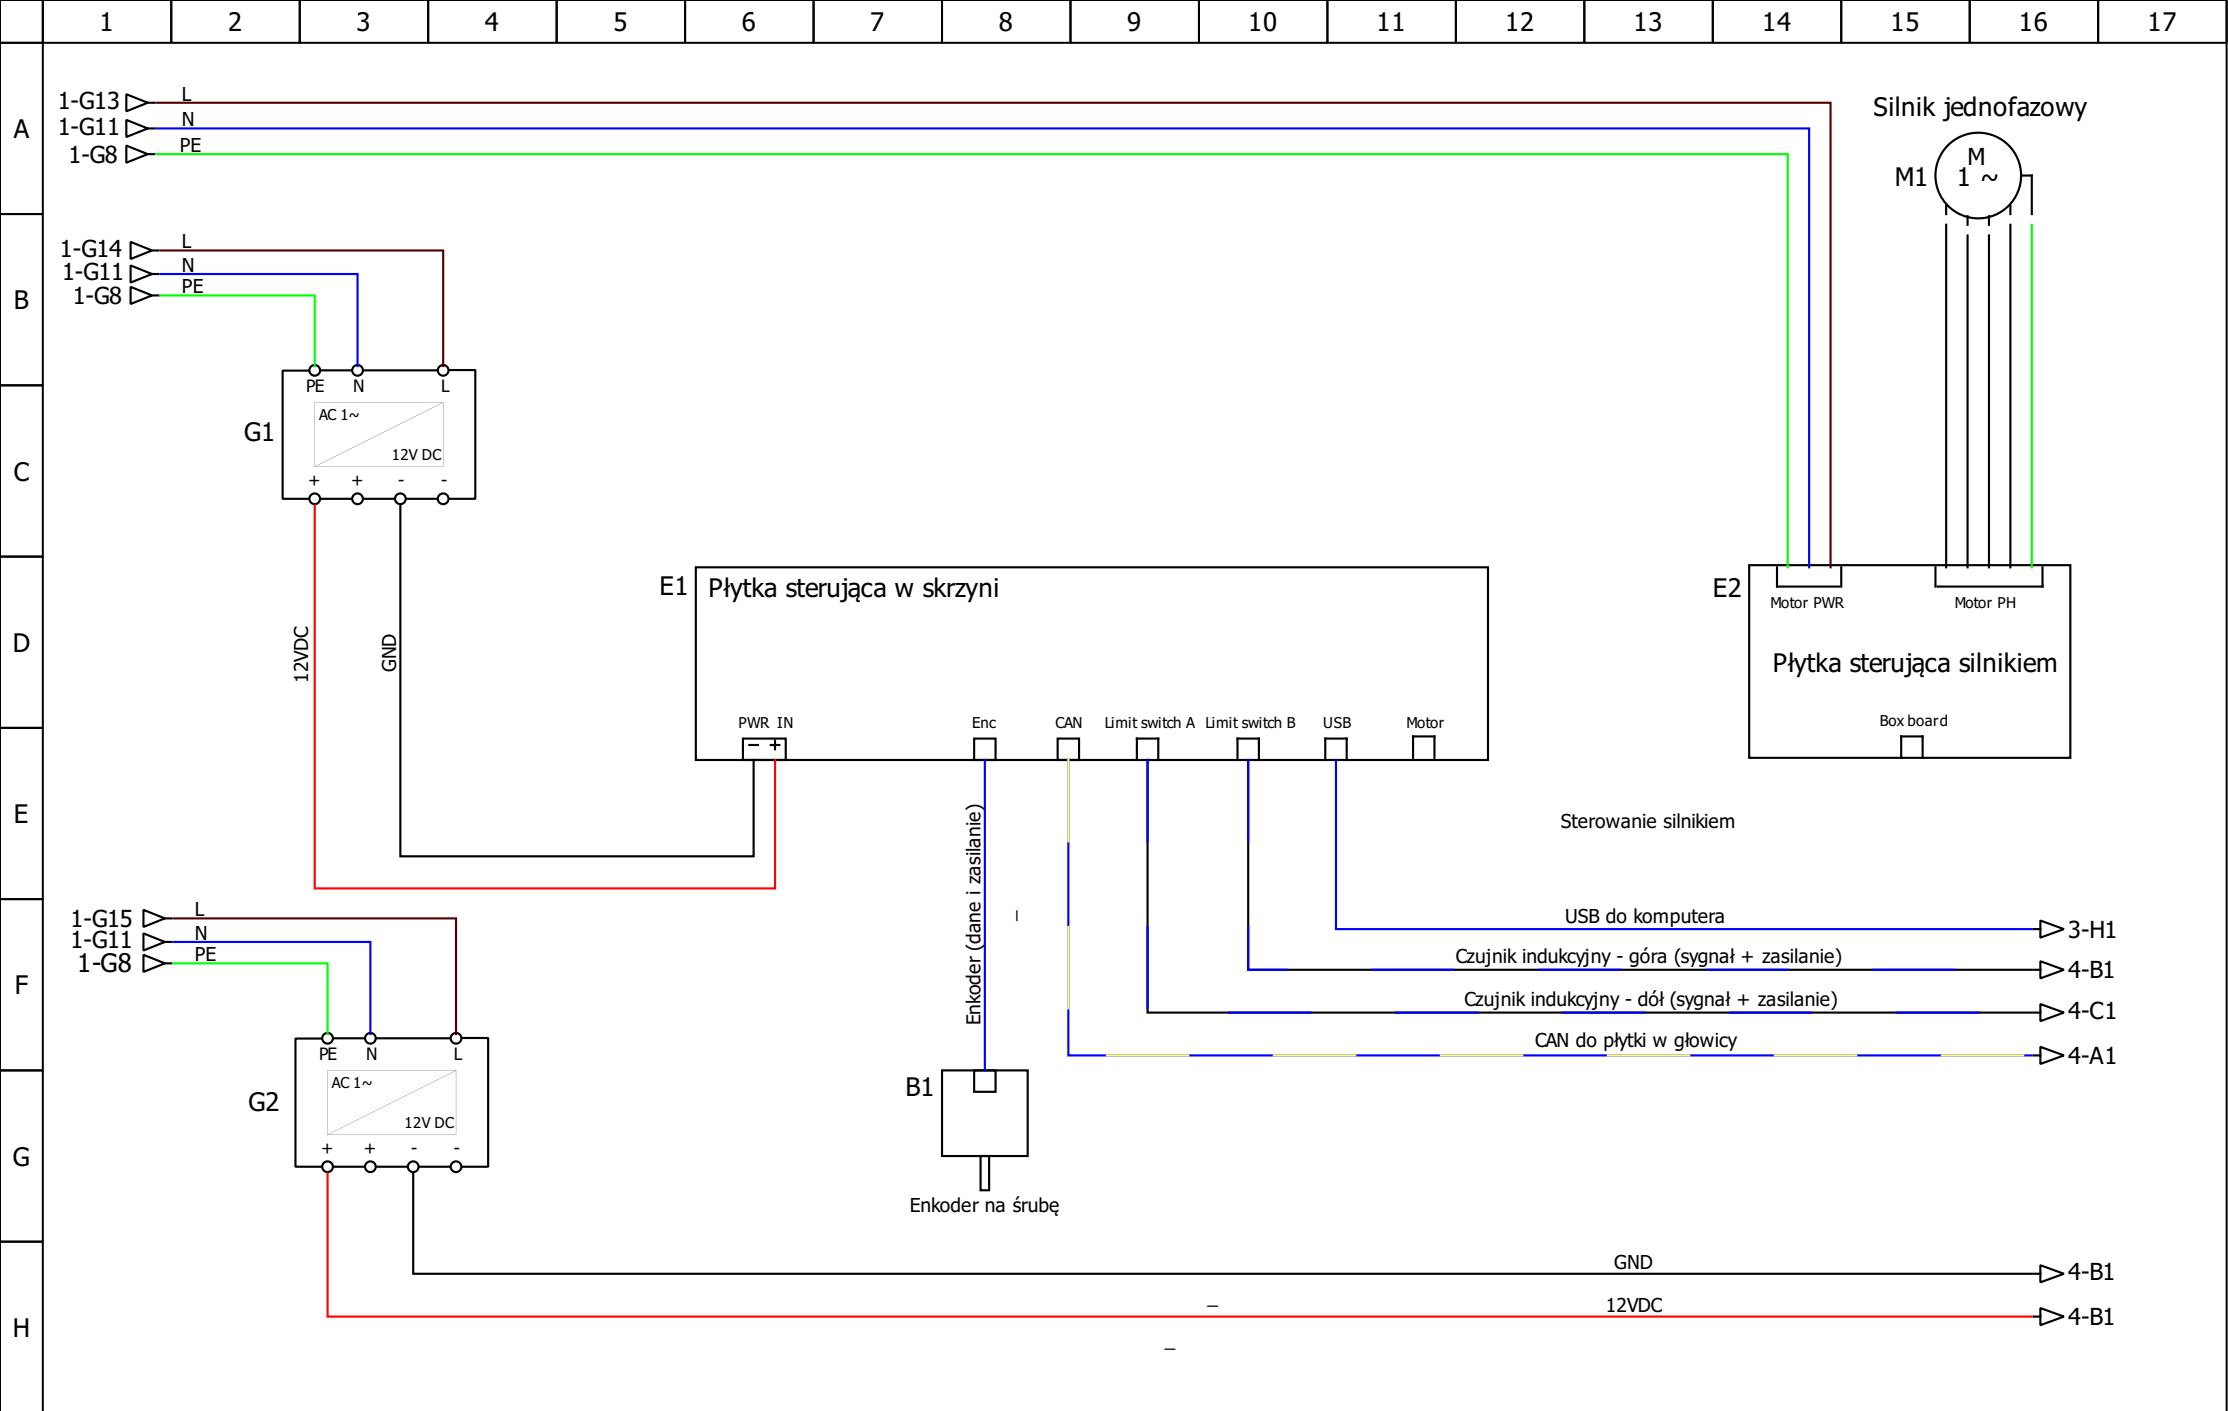 1 2 3 4 5 6 7 8 9 10 11 12 13 14 15 16 17
A
1-G13 L
1-G11 N
1-G8 PE
Silnik jednofazowy
M1
M
1 ~
B
1-G14 L
1-G11 N
1-G8 PE
PE N L
AC 1~
12V DC
G1
+ + - -
C
12VDC
GND
D
E1 Płytka sterująca w skrzyni
PWR IN
- +
Enc
CAN
Limit switch A
Limit switch B
USB
Motor
E2
Motor PWR
Motor PH
Płytka sterująca silnikiem
Box board
E
Enkoder (dane i zasilanie)
Sterowanie silnikiem
F
1-G15 L
1-G11 N
1-G8 PE
USB do komputera 3-H1
Czujnik indukcyjny - góra (sygnał + zasilanie) 4-B1
Czujnik indukcyjny - dół (sygnał + zasilanie) 4-C1
CAN do płytki w głowicy 4-A1
PE N L
AC 1~
12V DC
G2
+ + - -
G
B1
Enkoder na śrubę
H
GND 4-B1
12VDC 4-B1